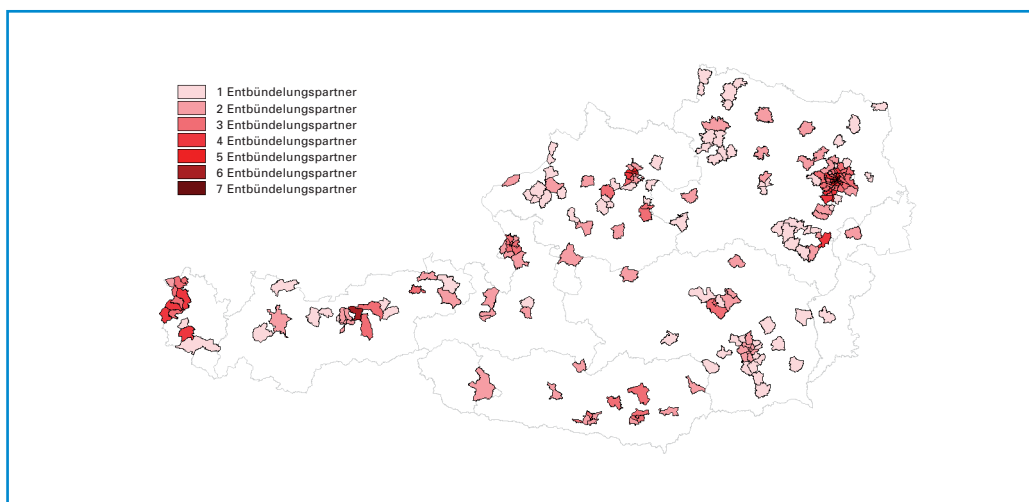 1 Entbündelungspartner
2 Entbündelungspartner
3 Entbündelungspartner
4 Entbündelungspartner
5 Entbündelungspartner
6 Entbündelungspartner
7 Entbündelungspartner